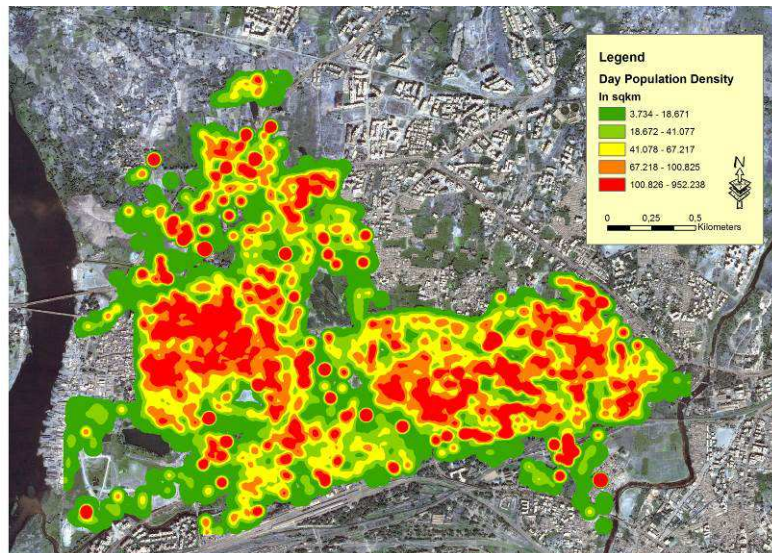 Legend
Day Population Density
In sqkm
3.734 - 18.671
18.672 - 41.077
41.078 - 67.217
67.218 - 100.825
100.826 - 952.238
N
0 0,25 0,5
Kilometers